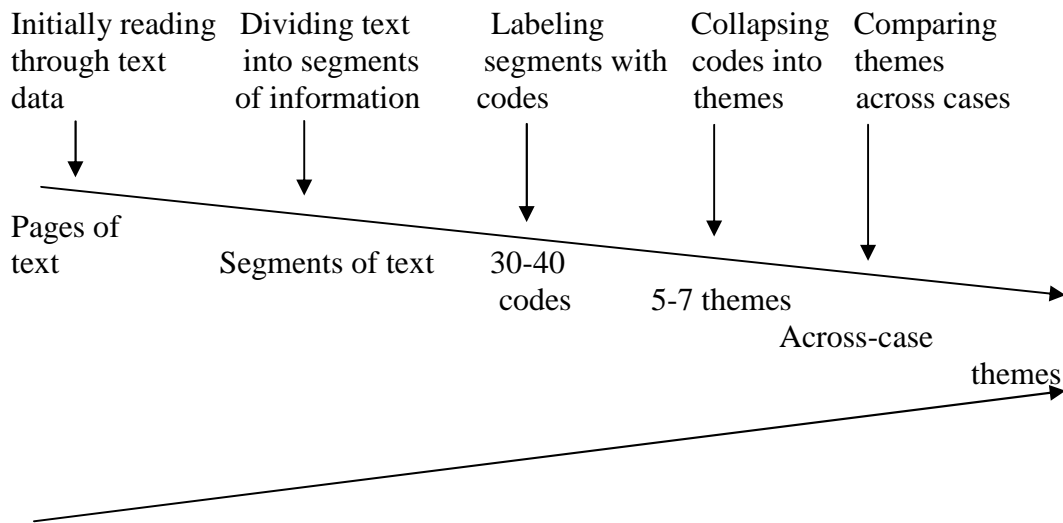 Initially reading
through text
data
Dividing text
into segments
of information
Labeling
segments with
codes
Collapsing
codes into
themes
Comparing
themes
across cases
Pages of
text
Segments of text
30-40
codes
5-7 themes
Across-case
themes